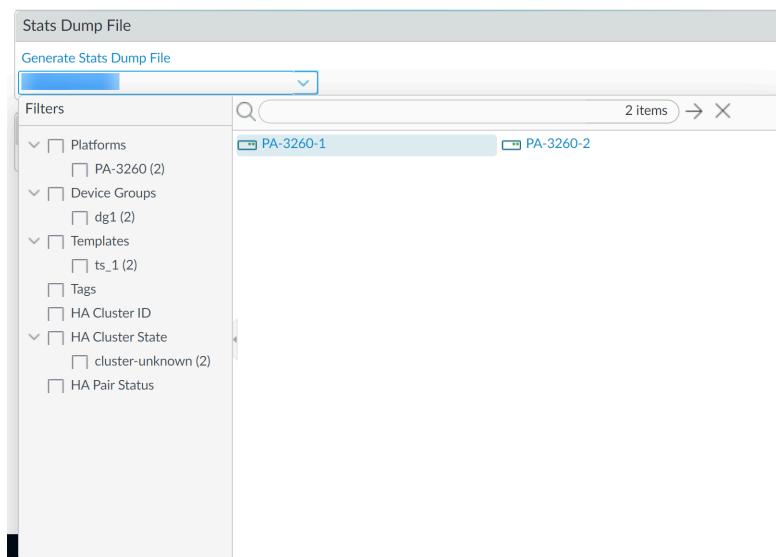 Stats Dump File
Generate Stats Dump File
Filters
2 items
Platforms
PA-3260 (2)
Device Groups
dg1 (2)
Templates
ts_1 (2)
Tags
HA Cluster ID
HA Cluster State
cluster-unknown (2)
HA Pair Status
PA-3260-1
PA-3260-2